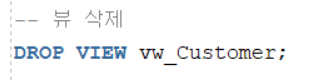 -- 뷰 삭제
DROP VIEW vw_Customer;